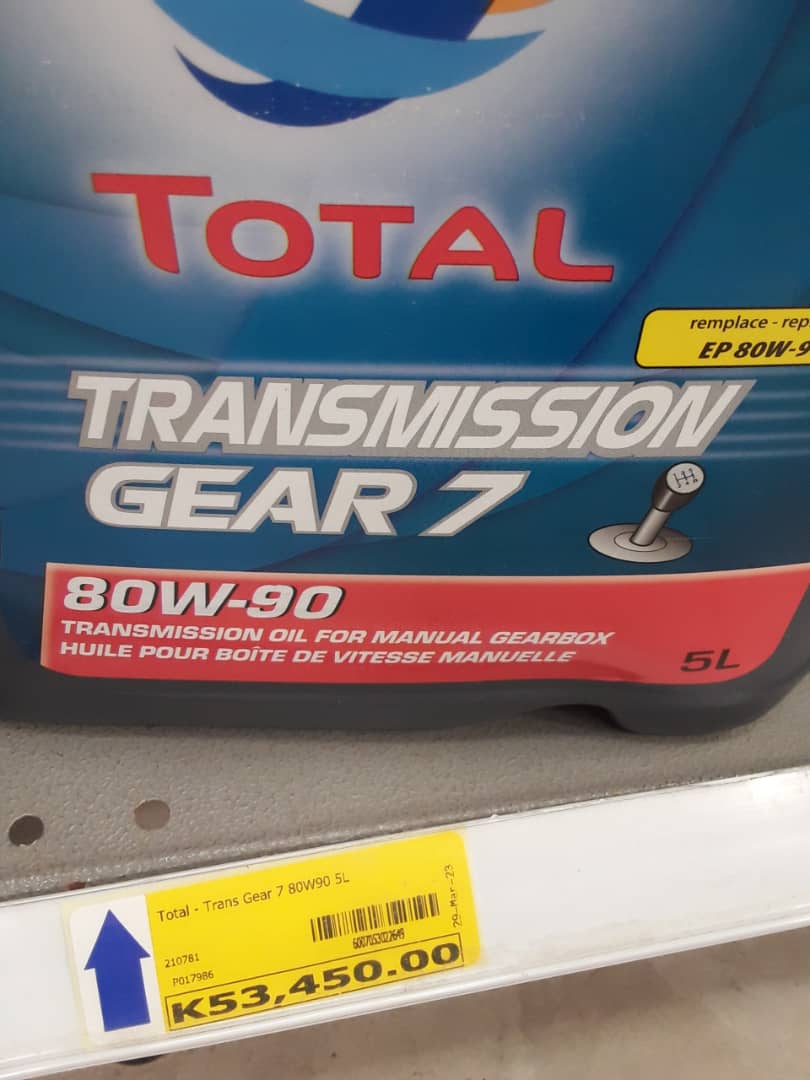 TOTAL
remplace - rep
EP 80W-9
TRANSMISSION
GEAR 7
80W-90
TRANSMISSION OIL FOR MANUAL GEARBOX
HUILE POUR BOÎTE DE VITESSE MANUELLE
5L
Total - Trans Gear 7 80W90 5L
29-Mar-23
6007053022649
210781
P017986
K53,450.00